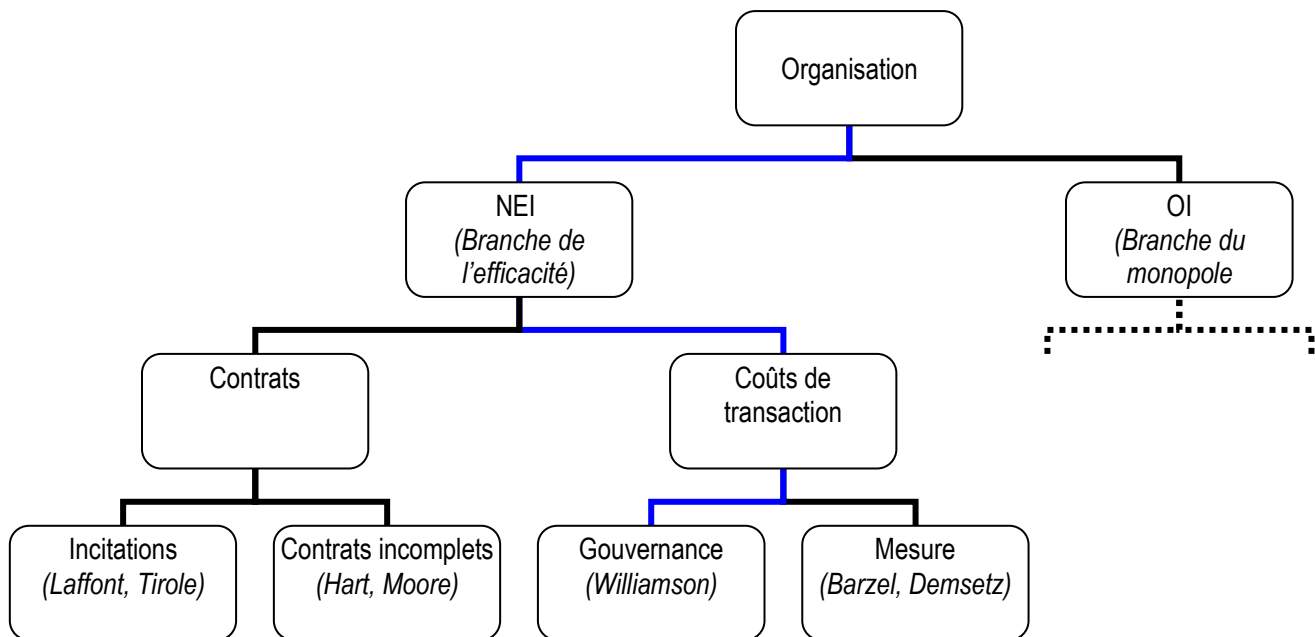 Organisation
NEI
(Branche de
l'efficacité)
OI
(Branche du
monopole
Contrats
Coûts de
transaction
Incitations
(Laffont, Tirole)
Contrats incomplets
(Hart, Moore)
Gouvernance
(Williamson)
Mesure
(Barzel, Demsetz)